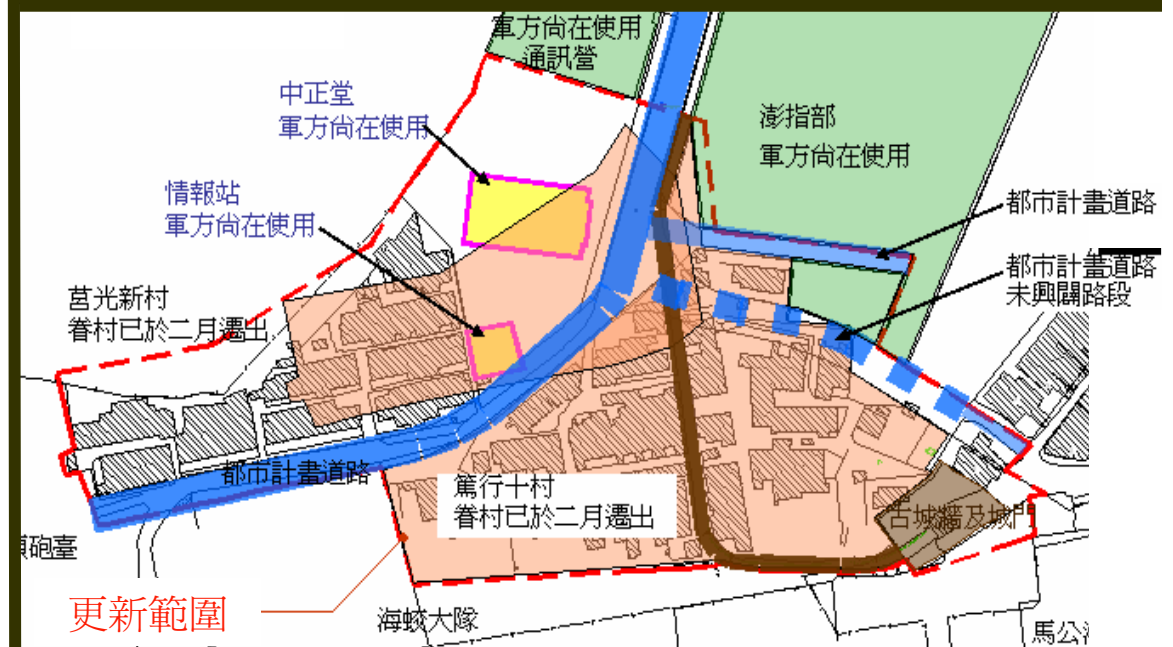 軍方尚在使用
通訊營
中正堂
軍方尚在使用
澎指部
軍方尚在使用
情報站
軍方尚在使用
都市計畫道路
都市計畫道路
未興闢路段
莒光新村
眷村已於二月遷出
都市計畫道路
篤行十村
眷村已於二月遷出
古城牆及城門
砲臺
更新範圍
海蛟大隊
馬公